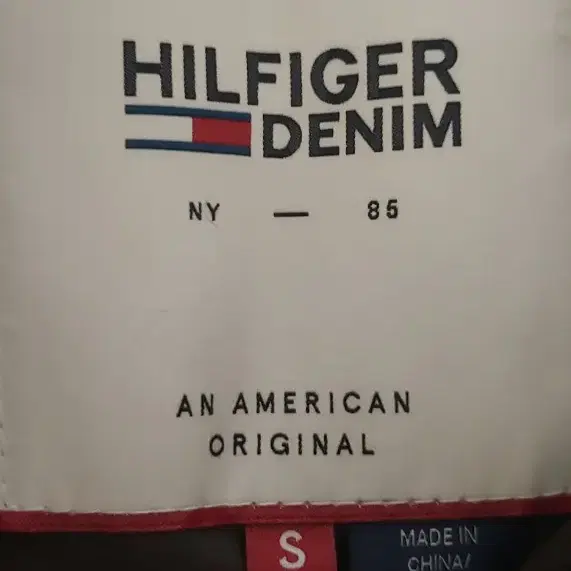 HILFIGER
DENIM
NY — 85
AN AMERICAN
ORIGINAL
S
MADE IN
CHINA/